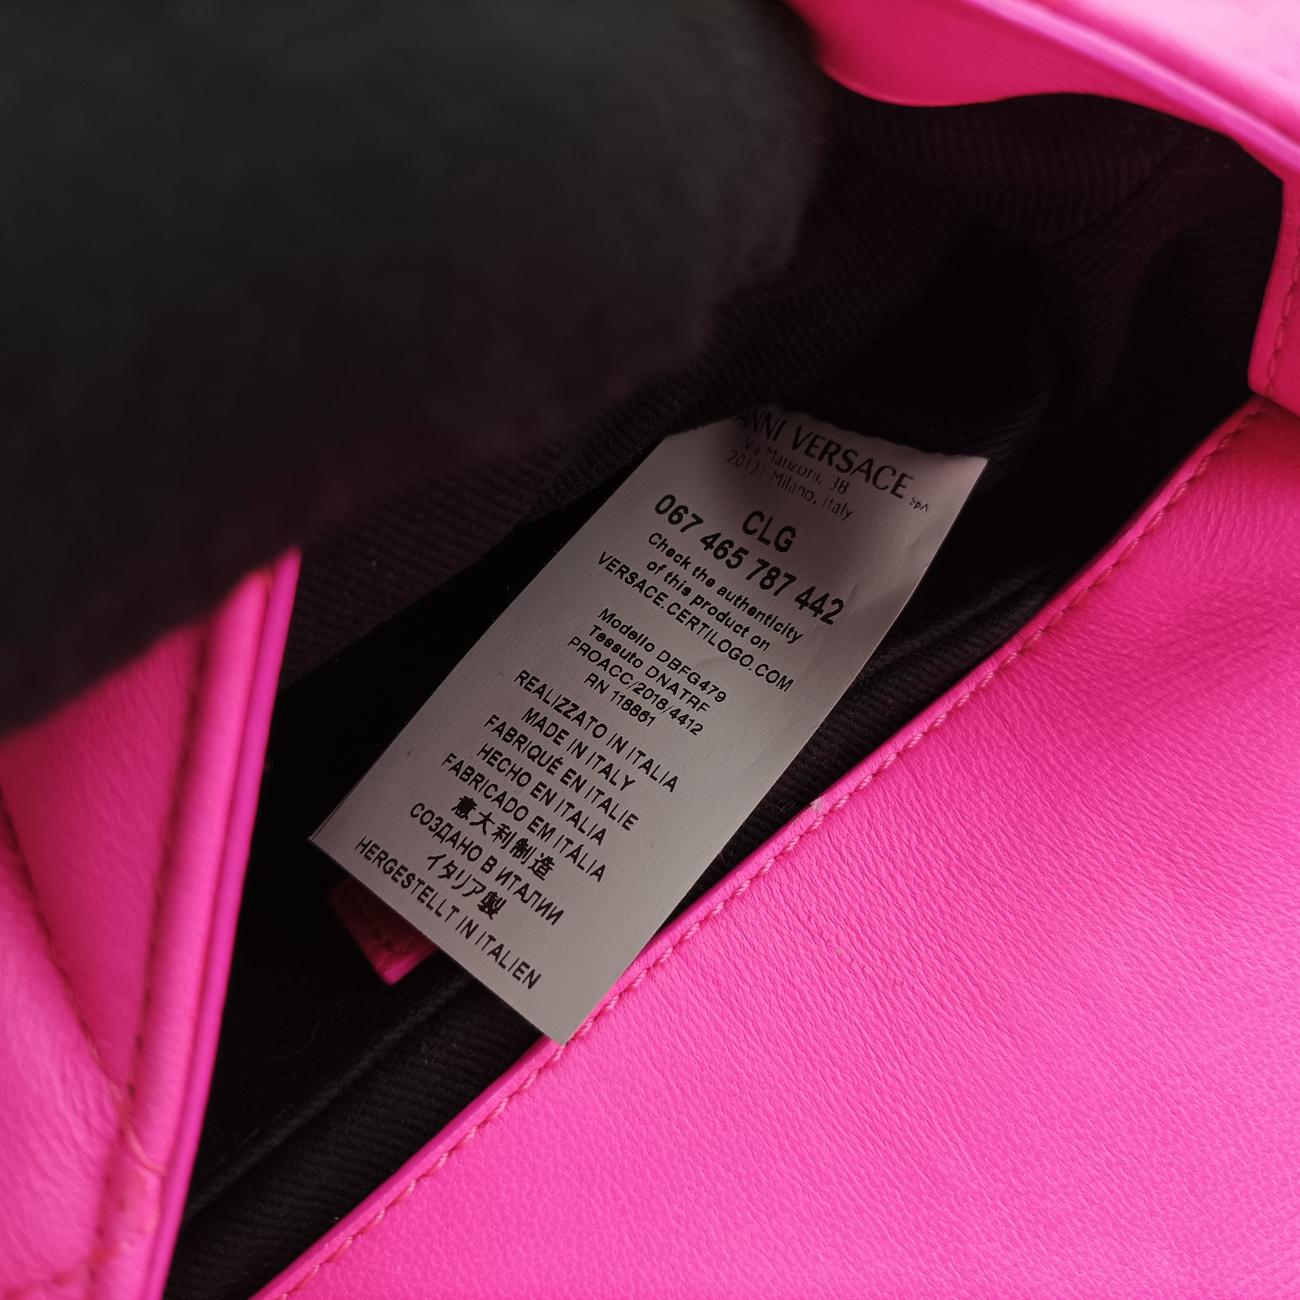 ANNI VERSACE SpA
Via Manzoni, 38
20121 Milano, Italy
CLG
067 465 787 442
Check the authenticity
of this product on
VERSACE.CERTILOGO.COM
Modello DBFG479
Tessuto DNATRF
PROACC/2018/4412
RN 118861
REALIZZATO IN ITALIA
MADE IN ITALY
FABRIQUÉ EN ITALIE
HECHO EN ITALIA
FABRICADO EM ITALIA
意大利制造
СОЗДАНО В ИТАЛИИ
イタリア製
HERGESTELLT IN ITALIEN